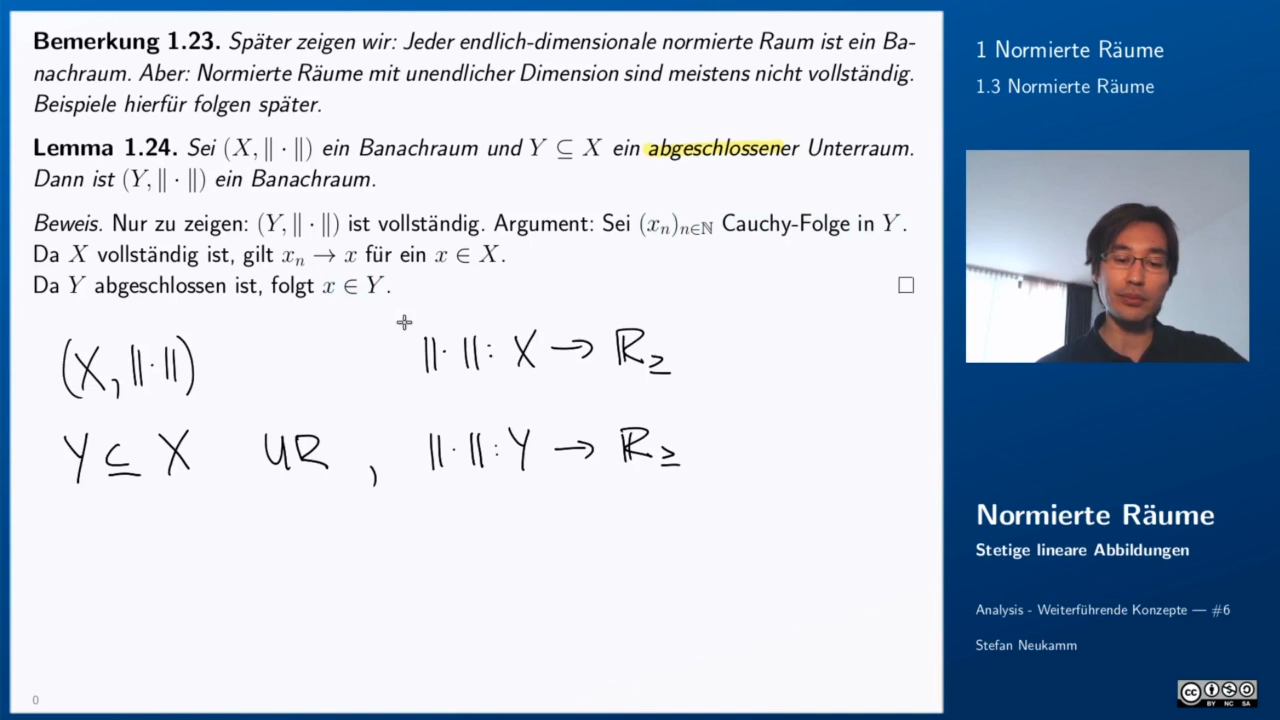 Bemerkung 1.23. Später zeigen wir: Jeder endlich-dimensionale normierte Raum ist ein Ba-
nachraum. Aber: Normierte Räume mit unendlicher Dimension sind meistens nicht vollständig.
Beispiele hierfür folgen später.
Lemma 1.24. Sei (X, ‖ · ‖) ein Banachraum und Y ⊆ X ein abgeschlossener Unterraum.
Dann ist (Y, ‖ · ‖) ein Banachraum.
Beweis. Nur zu zeigen: (Y, ‖ · ‖) ist vollständig. Argument: Sei (xₙ)ₙ∈ℕ Cauchy-Folge in Y.
Da X vollständig ist, gilt xₙ → x für ein x ∈ X.
Da Y abgeschlossen ist, folgt x ∈ Y. □
(X, ‖·‖) ‖·‖: X → ℝ≥
Y ⊆ X UR , ‖·‖: Y → ℝ≥
0
1 Normierte Räume
1.3 Normierte Räume
Normierte Räume
Stetige lineare Abbildungen
Analysis - Weiterführende Konzepte — #6
Stefan Neukamm
cc
BY NC SA